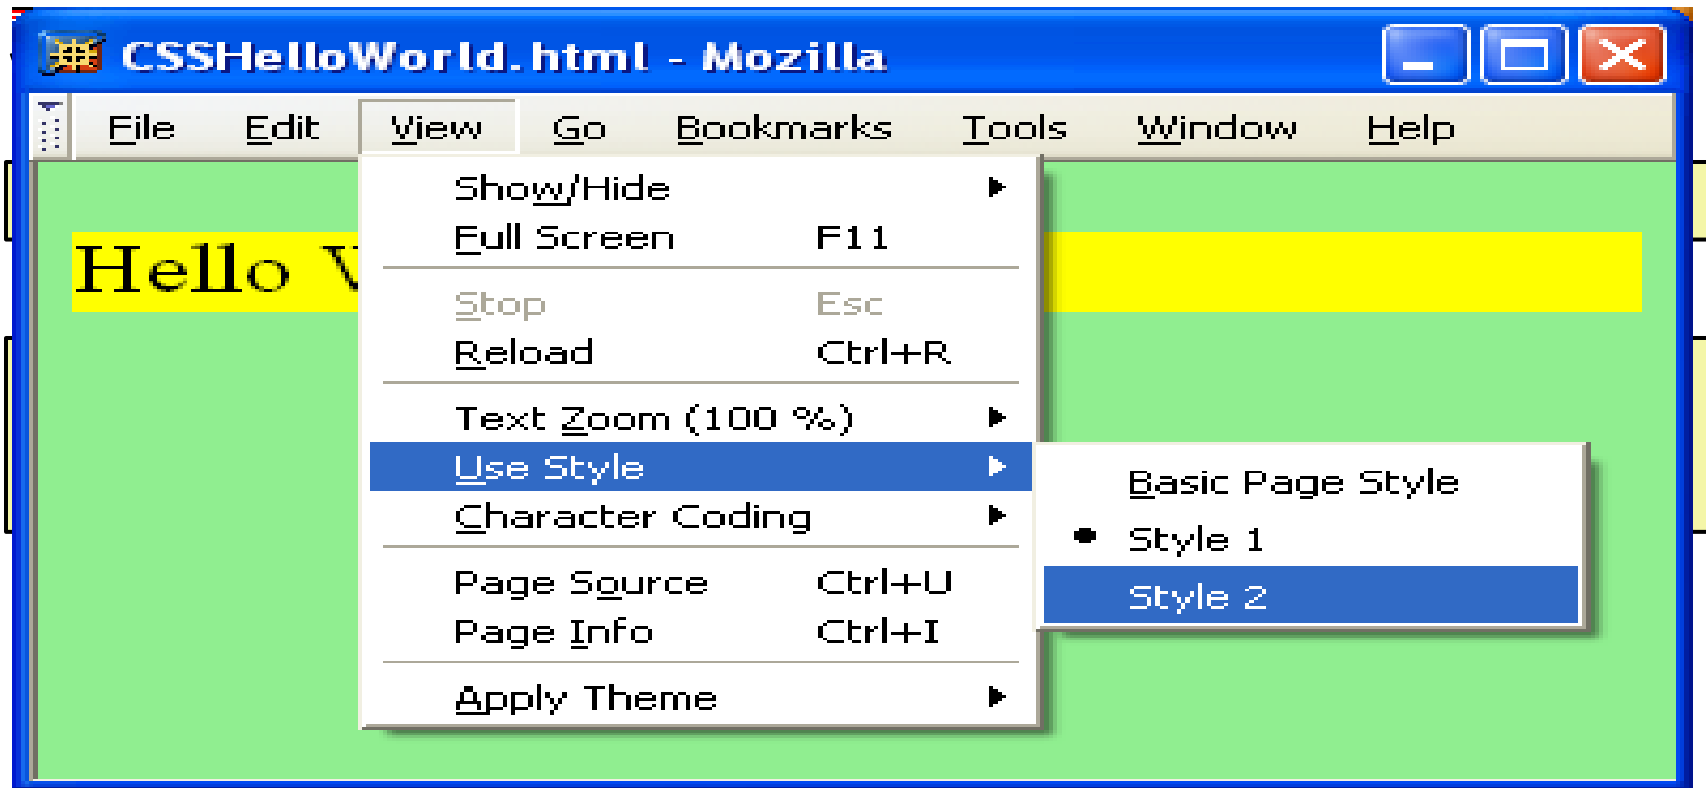 CSSHelloWorld.html - Mozilla
File Edit View Go Bookmarks Tools Window Help
Show/Hide
Full Screen F11
Hello
Stop Esc
Reload Ctrl+R
Text Zoom (100 %)
Use Style
Basic Page Style
Character Coding
Style 1
Page Source Ctrl+U
Style 2
Page Info Ctrl+I
Apply Theme